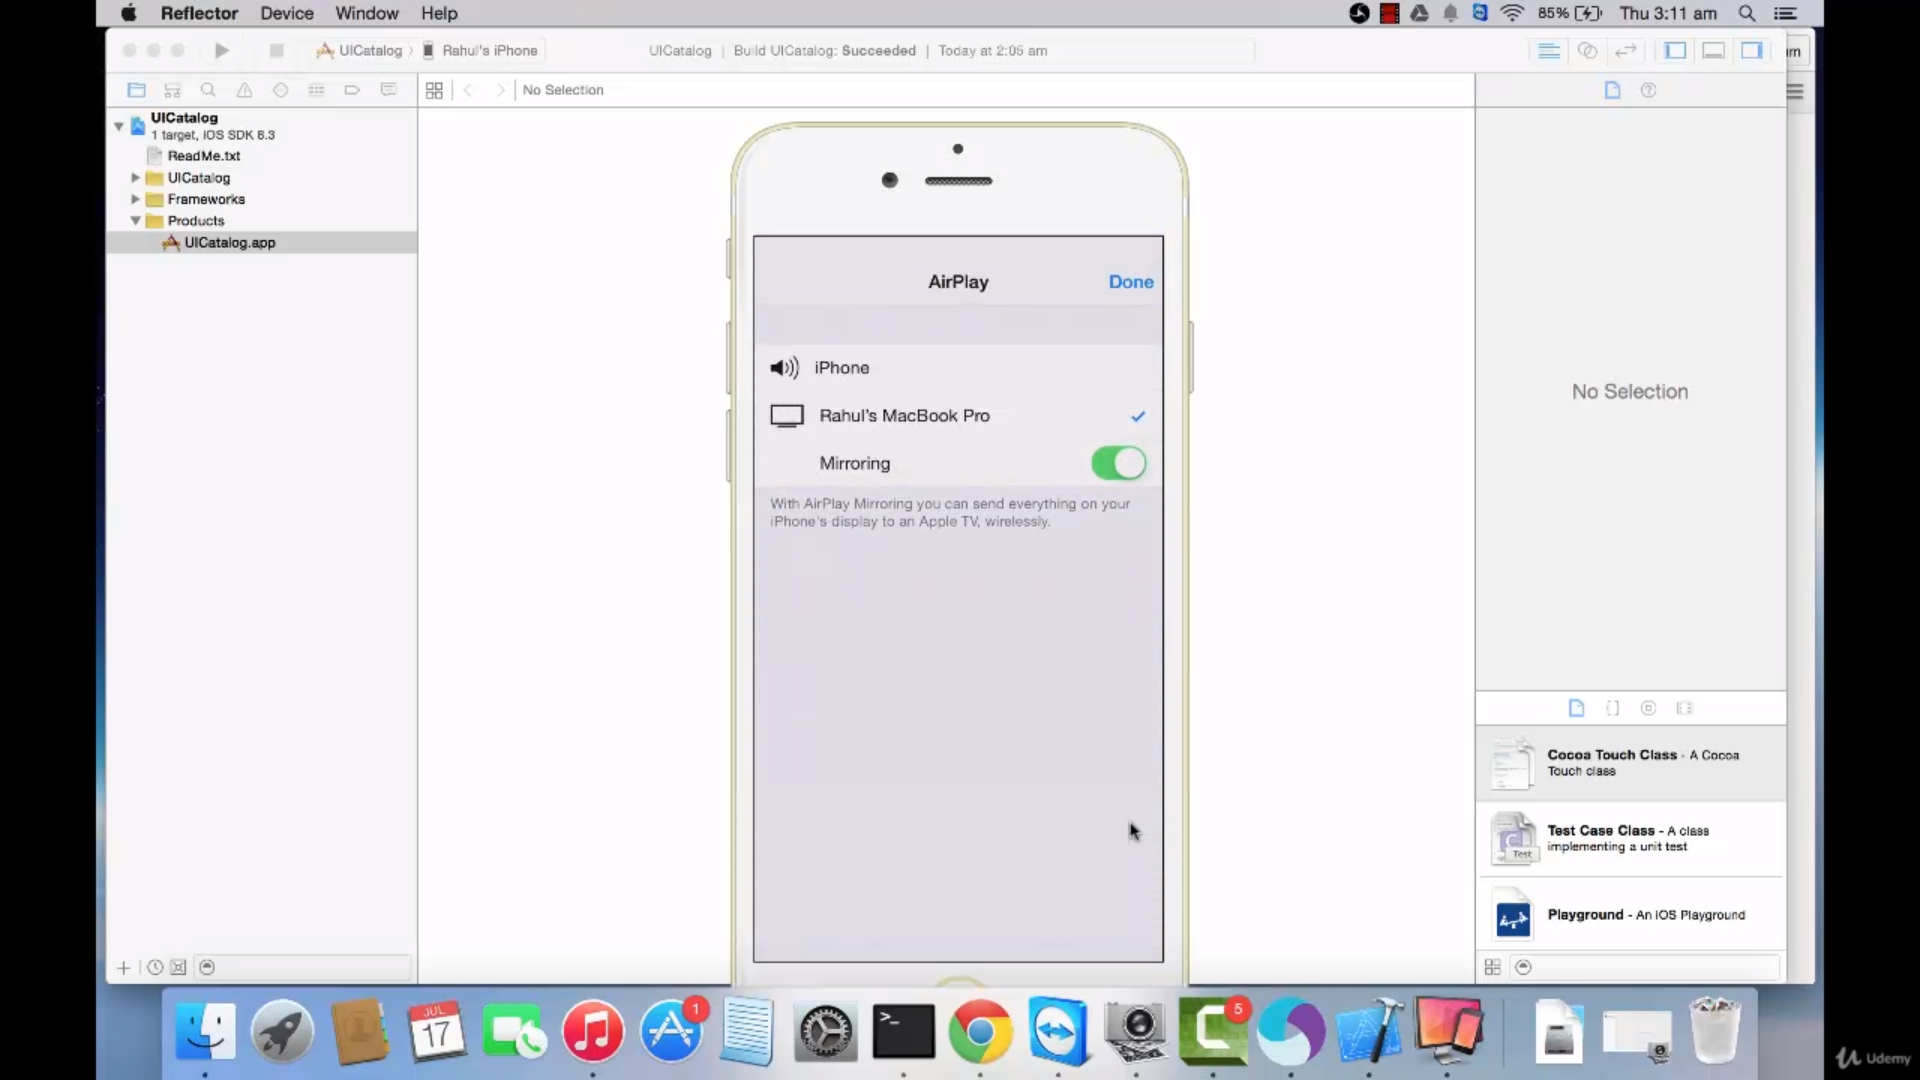 Reflector Device Window Help
85% Thu 3:11 am
UICatalog Rahul's iPhone
UICatalog | Build UICatalog: Succeeded | Today at 2:05 am
No Selection
UICatalog
1 target, iOS SDK 8.3
ReadMe.txt
UICatalog
Frameworks
Products
UICatalog.app
AirPlay
Done
iPhone
Rahul's MacBook Pro
Mirroring
With AirPlay Mirroring you can send everything on your
iPhone's display to an Apple TV, wirelessly.
No Selection
Cocoa Touch Class - A Cocoa
Touch class
Test Case Class - A class
implementing a unit test
Test
Playground - An iOS Playground
JUL
17
1
>_
C
5
Udemy